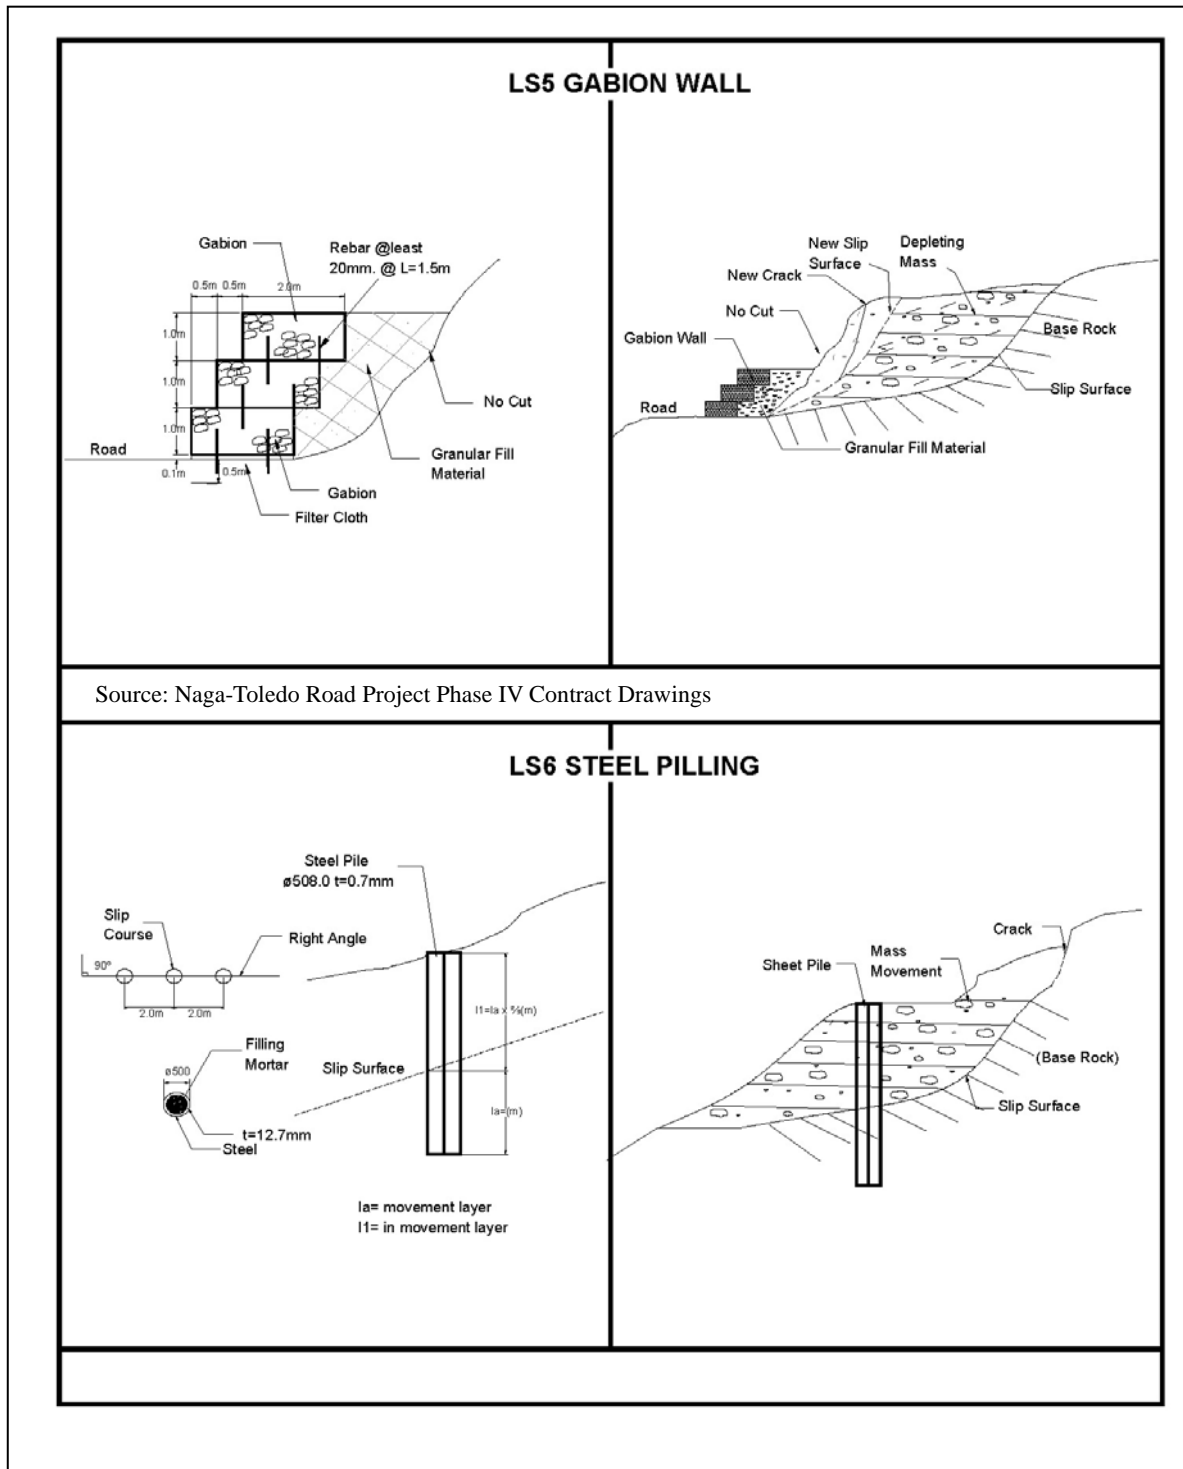 LS5 GABION WALL
Gabion
Rebar @least
20mm. @ L=1.5m
0.5m
0.5m
2.0m
1.0m
1.0m
1.0m
Road
0.1m
0.5m
No Cut
Granular Fill
Material
Gabion
Filter Cloth
New Slip
Surface
Depleting
Mass
New Crack
No Cut
Base Rock
Gabion Wall
Slip Surface
Road
Granular Fill Material
Source: Naga-Toledo Road Project Phase IV Contract Drawings
LS6 STEEL PILLING
Steel Pile
ø508.0 t=0.7mm
Slip
Course
Right Angle
90°
2.0m
2.0m
Filling
Mortar
ø500
t=12.7mm
Steel
Slip Surface
l1=la x (m)
la=(m)
la= movement layer
l1= in movement layer
Crack
Mass
Movement
Sheet Pile
(Base Rock)
Slip Surface